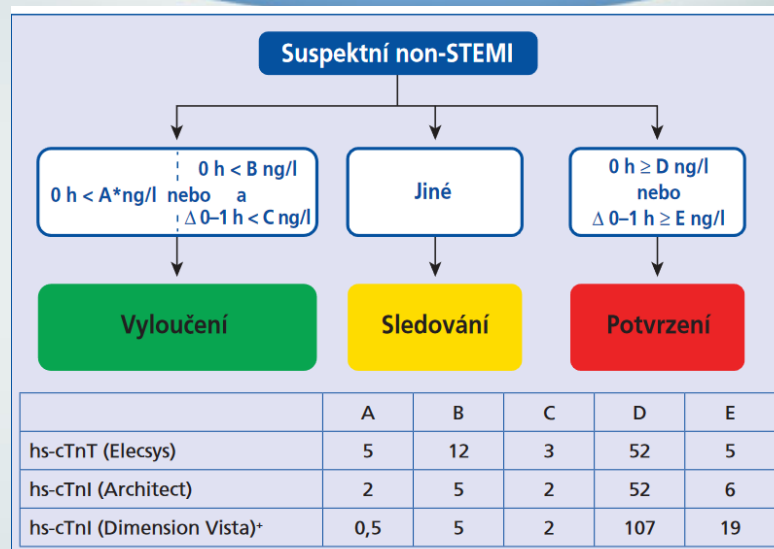 Suspektní non-STEMI
0 h < B ng/l
0 h < A*ng/l nebo a
Δ 0–1 h < C ng/l
Jiné
0 h ≥ D ng/l
nebo
Δ 0–1 h ≥ E ng/l
Vyloučení
Sledování
Potvrzení
A B C D E
hs-cTnT (Elecsys) 5 12 3 52 5
hs-cTnI (Architect) 2 5 2 52 6
hs-cTnI (Dimension Vista)⁺ 0,5 5 2 107 19